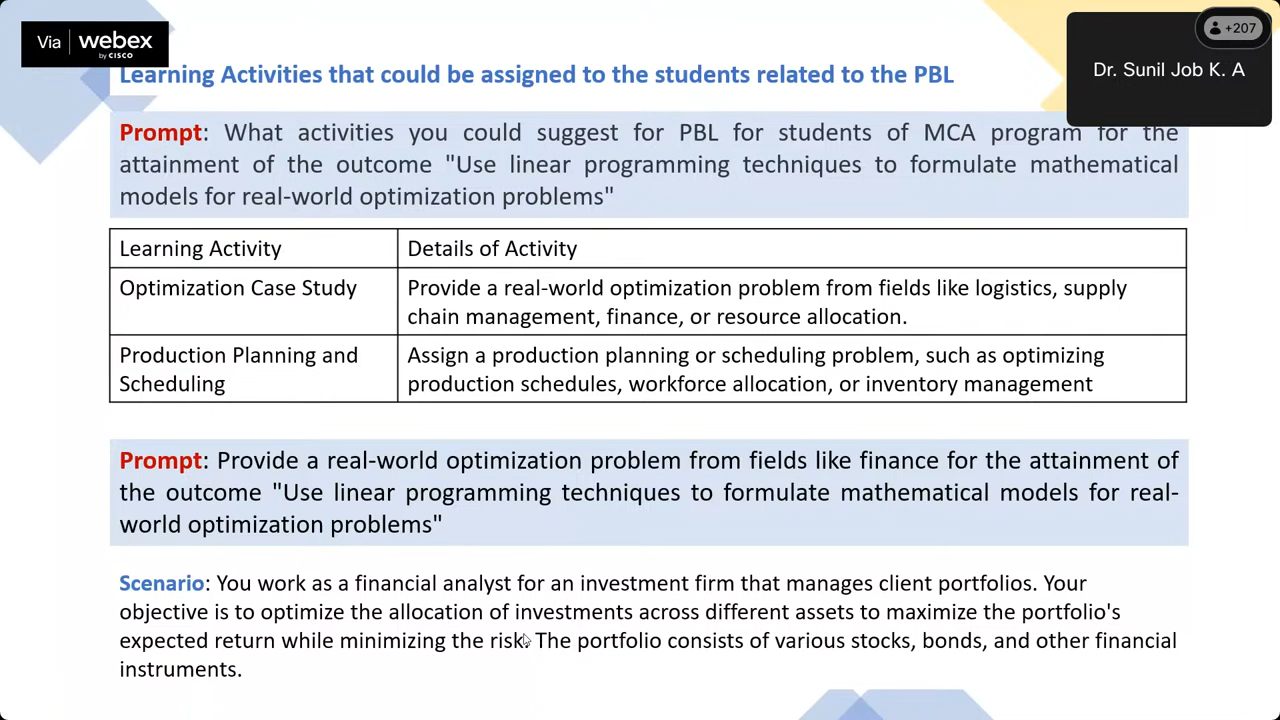 Via webex
by CISCO
+207
Dr. Sunil Job K. A
Learning Activities that could be assigned to the students related to the PBL
Prompt: What activities you could suggest for PBL for students of MCA program for the
attainment of the outcome "Use linear programming techniques to formulate mathematical
models for real-world optimization problems"
Learning Activity Details of Activity
Optimization Case Study Provide a real-world optimization problem from fields like logistics, supply
chain management, finance, or resource allocation.
Production Planning and Assign a production planning or scheduling problem, such as optimizing
Scheduling production schedules, workforce allocation, or inventory management
Prompt: Provide a real-world optimization problem from fields like finance for the attainment of
the outcome "Use linear programming techniques to formulate mathematical models for real-
world optimization problems"
Scenario: You work as a financial analyst for an investment firm that manages client portfolios. Your
objective is to optimize the allocation of investments across different assets to maximize the portfolio's
expected return while minimizing the risk. The portfolio consists of various stocks, bonds, and other financial
instruments.